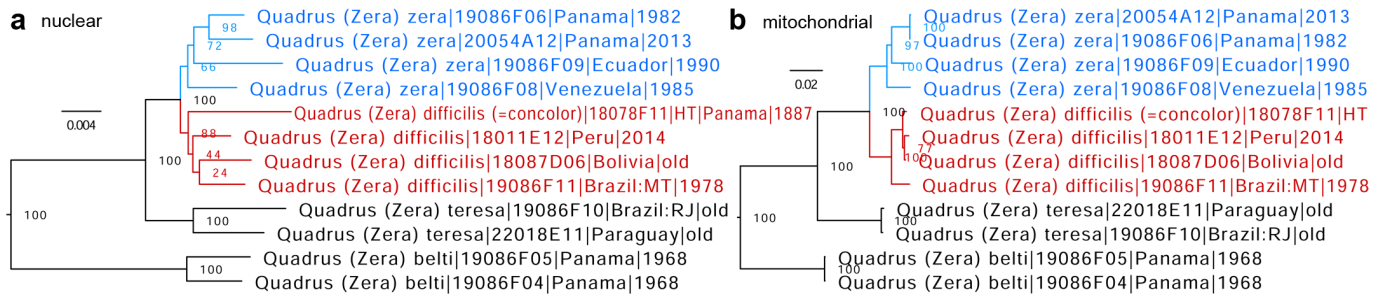 a nuclear
Quadrus (Zera) zera|19086F06|Panama|1982
98
Quadrus (Zera) zera|20054A12|Panama|2013
72
Quadrus (Zera) zera|19086F09|Ecuador|1990
66
Quadrus (Zera) zera|19086F08|Venezuela|1985
100
0.004
Quadrus (Zera) difficilis (=concolor)|18078F11|HT|Panama|1887
88
Quadrus (Zera) difficilis|18011E12|Peru|2014
44
100
Quadrus (Zera) difficilis|18087D06|Bolivia|old
24
Quadrus (Zera) difficilis|19086F11|Brazil:MT|1978
Quadrus (Zera) teresa|19086F10|Brazil:RJ|old
100
100
Quadrus (Zera) teresa|22018E11|Paraguay|old
Quadrus (Zera) belti|19086F05|Panama|1968
100
Quadrus (Zera) belti|19086F04|Panama|1968
b mitochondrial
Quadrus (Zera) zera|20054A12|Panama|2013
100
Quadrus (Zera) zera|19086F06|Panama|1982
97
Quadrus (Zera) zera|19086F09|Ecuador|1990
100
0.02
Quadrus (Zera) zera|19086F08|Venezuela|1985
100
Quadrus (Zera) difficilis (=concolor)|18078F11|HT
Quadrus (Zera) difficilis|18011E12|Peru|2014
77
100
Quadrus (Zera) difficilis|18087D06|Bolivia|old
100
Quadrus (Zera) difficilis|19086F11|Brazil:MT|1978
Quadrus (Zera) teresa|22018E11|Paraguay|old
100
100
Quadrus (Zera) teresa|19086F10|Brazil:RJ|old
Quadrus (Zera) belti|19086F05|Panama|1968
100
Quadrus (Zera) belti|19086F04|Panama|1968